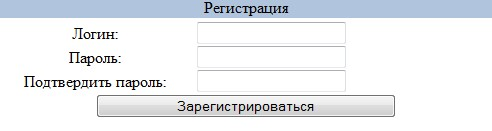 Регистрация
Логин:
Пароль:
Подтвердить пароль:
Зарегистрироваться